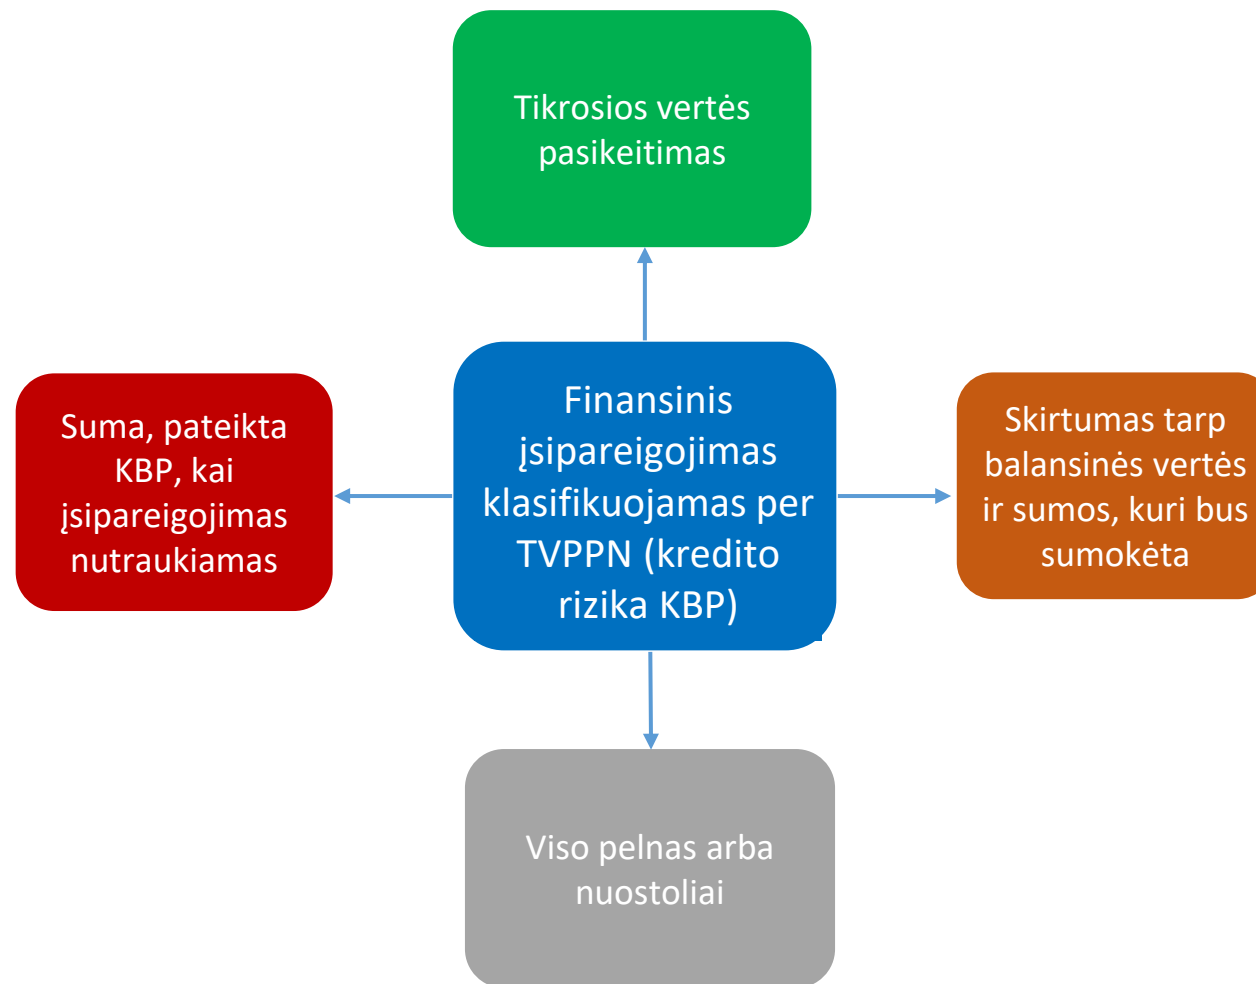 Tikrosios vertės
pasikeitimas
Suma, pateikta
KBP, kai
įsipareigojimas
nutraukiamas
Finansinis
įsipareigojimas
klasifikuojamas per
TVPPN (kredito
rizika KBP)
Skirtumas tarp
balansinės vertės
ir sumos, kuri bus
sumokėta
Viso pelnas arba
nuostoliai